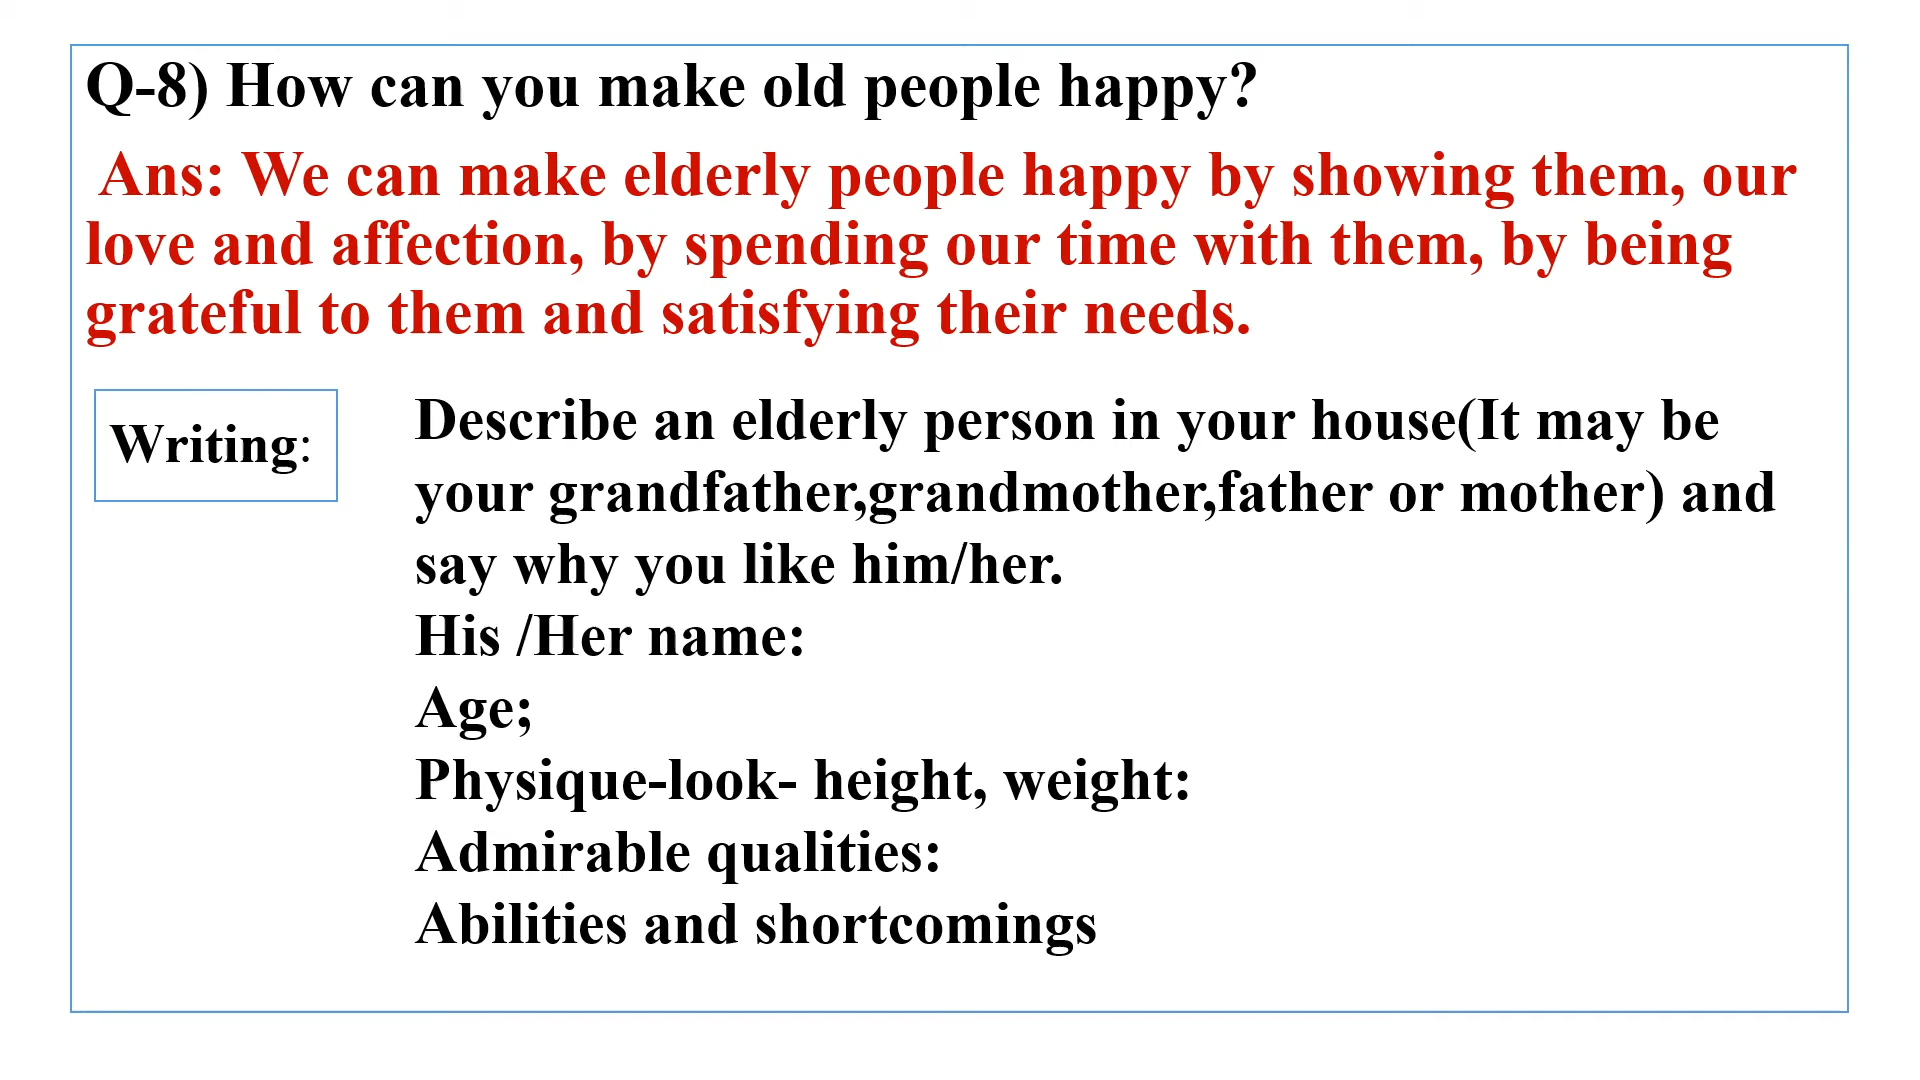 Q-8) How can you make old people happy?
Ans: We can make elderly people happy by showing them, our
love and affection, by spending our time with them, by being
grateful to them and satisfying their needs.
Writing:
Describe an elderly person in your house(It may be
your grandfather,grandmother,father or mother) and
say why you like him/her.
His /Her name:
Age;
Physique-look- height, weight:
Admirable qualities:
Abilities and shortcomings